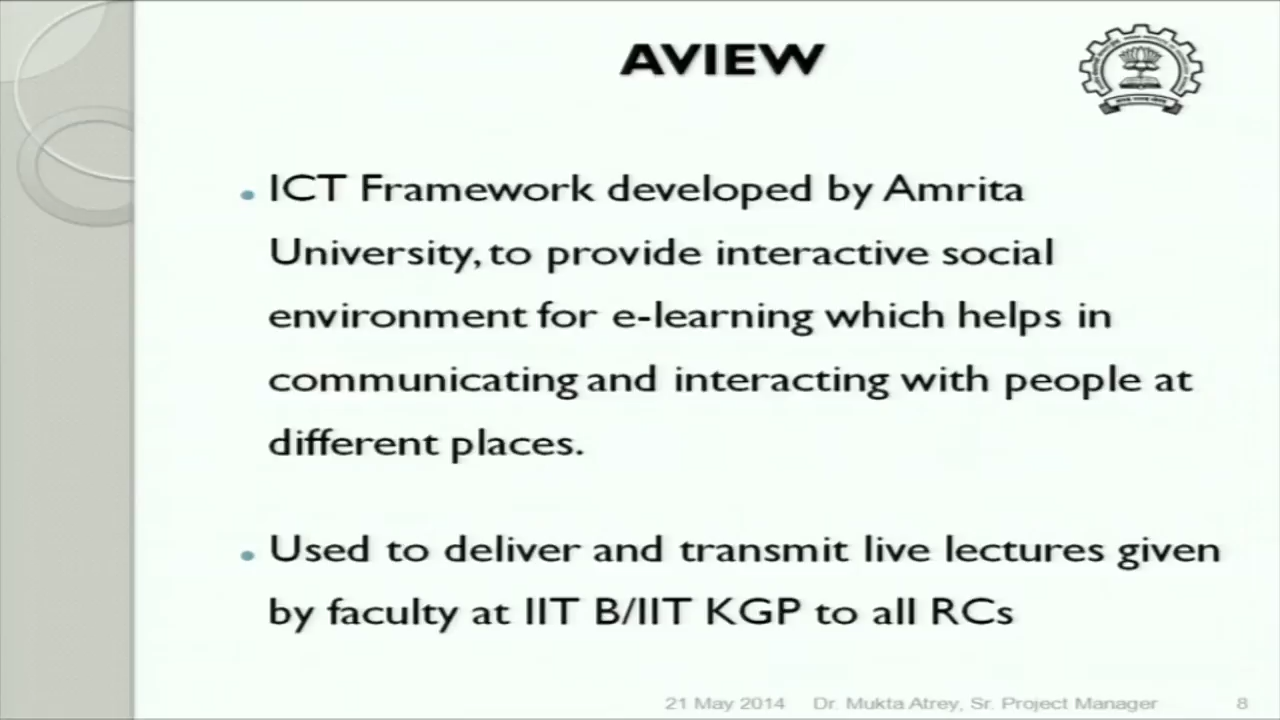 AVIEW
ICT Framework developed by Amrita
University, to provide interactive social
environment for e-learning which helps in
communicating and interacting with people at
different places.
Used to deliver and transmit live lectures given
by faculty at IIT B/IIT KGP to all RCs
21 May 2014 Dr. Mukta Atrey, Sr. Project Manager 8